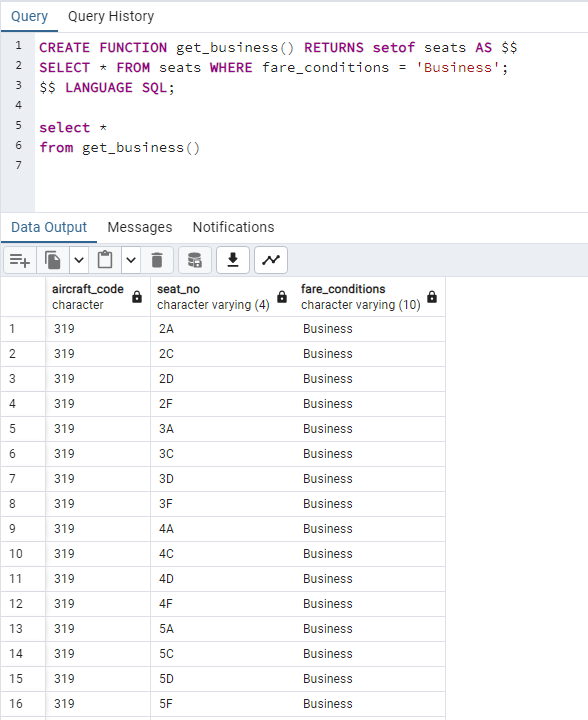 Query Query History
1 CREATE FUNCTION get_business() RETURNS setof seats AS $$
2 SELECT * FROM seats WHERE fare_conditions = 'Business';
3 $$ LANGUAGE SQL;
4
5 select *
6 from get_business()
7
Data Output Messages Notifications
aircraft_code seat_no fare_conditions
character character varying (4) character varying (10)
1 319 2A Business
2 319 2C Business
3 319 2D Business
4 319 2F Business
5 319 3A Business
6 319 3C Business
7 319 3D Business
8 319 3F Business
9 319 4A Business
10 319 4C Business
11 319 4D Business
12 319 4F Business
13 319 5A Business
14 319 5C Business
15 319 5D Business
16 319 5F Business